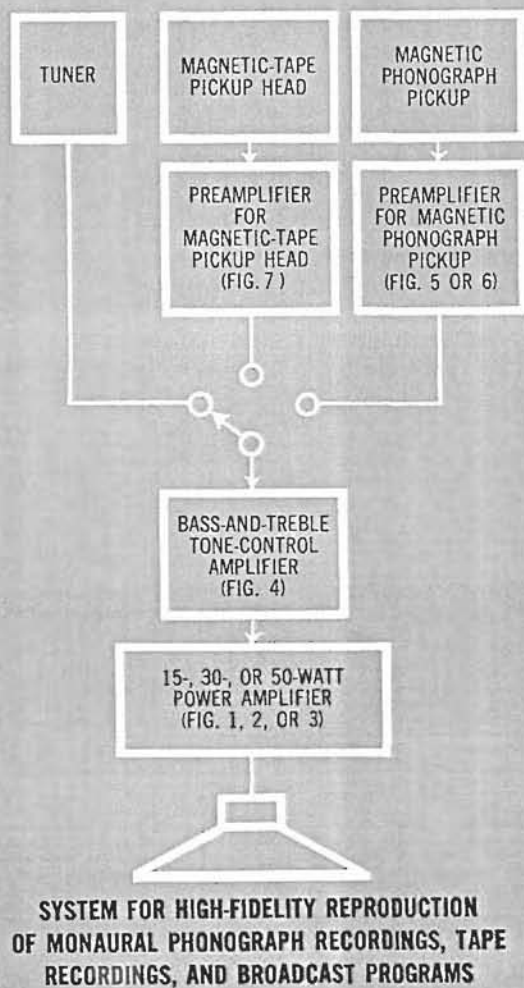 TUNER
MAGNETIC-TAPE
PICKUP HEAD
MAGNETIC
PHONOGRAPH
PICKUP
PREAMPLIFIER
FOR
MAGNETIC-TAPE
PICKUP HEAD
(FIG. 7)
PREAMPLIFIER
FOR MAGNETIC
PHONOGRAPH
PICKUP
(FIG. 5 OR 6)
BASS-AND-TREBLE
TONE-CONTROL
AMPLIFIER
(FIG. 4)
15-, 30-, OR 50-WATT
POWER AMPLIFIER
(FIG. 1, 2, OR 3)
SYSTEM FOR HIGH-FIDELITY REPRODUCTION
OF MONAURAL PHONOGRAPH RECORDINGS, TAPE
RECORDINGS, AND BROADCAST PROGRAMS